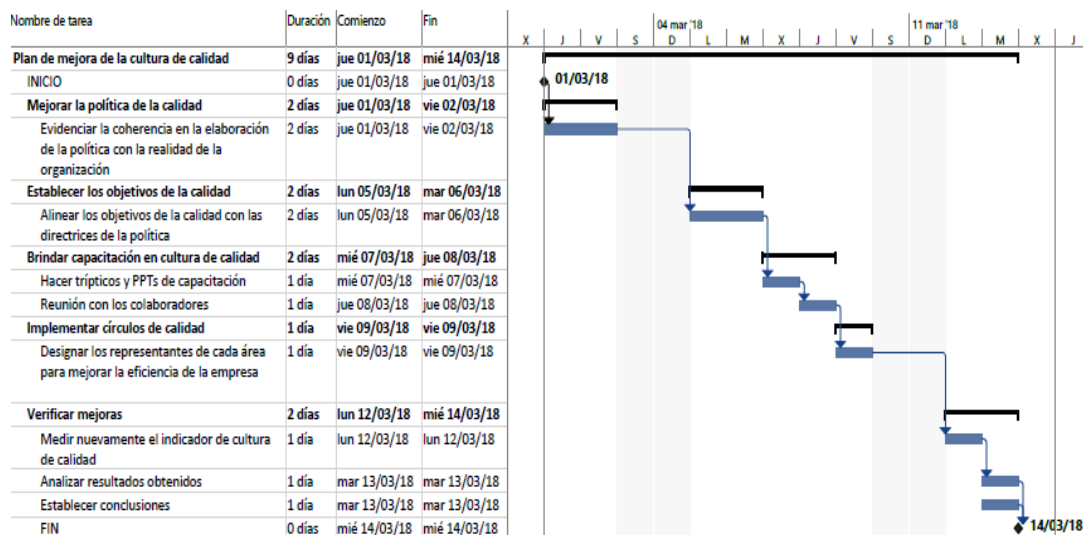 Nombre de tarea Duración Comienzo Fin
04 mar '18 11 mar '18
X J V S D L M X J V S D L M X J
Plan de mejora de la cultura de calidad 9 días jue 01/03/18 mié 14/03/18
INICIO 0 días jue 01/03/18 jue 01/03/18 01/03/18
Mejorar la política de la calidad 2 días jue 01/03/18 vie 02/03/18
Evidenciar la coherencia en la elaboración 2 días jue 01/03/18 vie 02/03/18
de la política con la realidad de la
organización
Establecer los objetivos de la calidad 2 días lun 05/03/18 mar 06/03/18
Alinear los objetivos de la calidad con las 2 días lun 05/03/18 mar 06/03/18
directrices de la política
Brindar capacitación en cultura de calidad 2 días mié 07/03/18 jue 08/03/18
Hacer trípticos y PPTs de capacitación 1 día mié 07/03/18 mié 07/03/18
Reunión con los colaboradores 1 día jue 08/03/18 jue 08/03/18
Implementar círculos de calidad 1 día vie 09/03/18 vie 09/03/18
Designar los representantes de cada área 1 día vie 09/03/18 vie 09/03/18
para mejorar la eficiencia de la empresa
Verificar mejoras 2 días lun 12/03/18 mié 14/03/18
Medir nuevamente el indicador de cultura 1 día lun 12/03/18 lun 12/03/18
de calidad
Analizar resultados obtenidos 1 día mar 13/03/18 mar 13/03/18
Establecer conclusiones 1 día mar 13/03/18 mar 13/03/18
FIN 0 días mié 14/03/18 mié 14/03/18 14/03/18